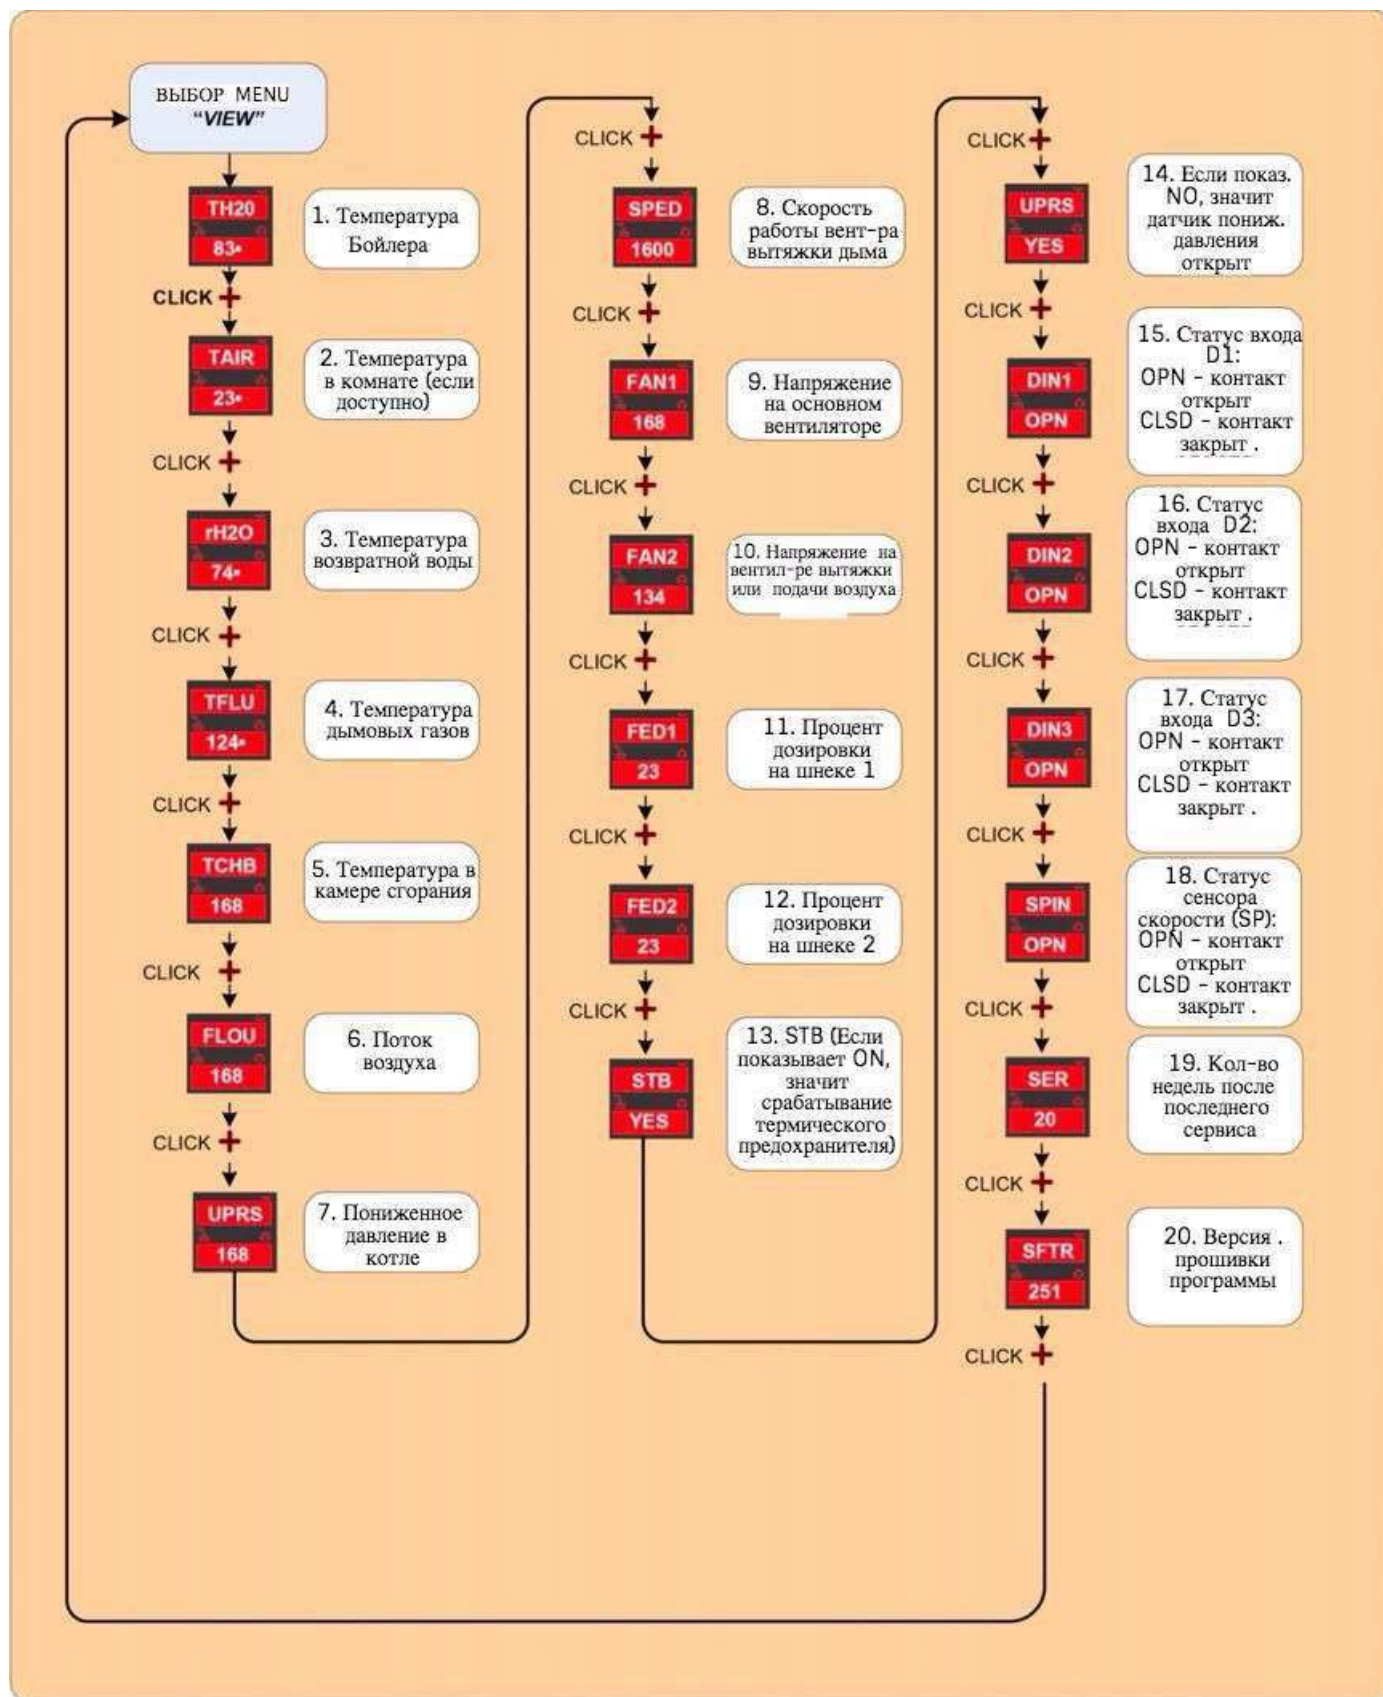 ВЫБОР MENU
"VIEW"
TH20
83•
1. Температура
Бойлера
CLICK +
TAIR
23•
2. Температура
в комнате (если
доступно)
CLICK +
rH2O
74•
3. Температура
возвратной воды
CLICK +
TFLU
124•
4. Температура
дымовых газов
CLICK +
TCHB
168
5. Температура в
камере сгорания
CLICK +
FLOU
168
6. Поток
воздуха
CLICK +
UPRS
168
7. Пониженное
давление в
котле
CLICK +
SPED
1600
8. Скорость
работы вент-ра
вытяжки дыма
CLICK +
FAN1
168
9. Напряжение
на основном
вентиляторе
CLICK +
FAN2
134
10. Напряжение на
вентил-ре вытяжки
или подачи воздуха
CLICK +
FED1
23
11. Процент
дозировки
на шнеке 1
CLICK +
FED2
23
12. Процент
дозировки
на шнеке 2
CLICK +
STB
YES
13. STB (Если
показывает ON,
значит
срабатывание
термического
предохранителя)
CLICK +
UPRS
YES
14. Если показ.
NO, значит
датчик пониж.
давления
открыт
CLICK +
DIN1
OPN
15. Статус входа
D1:
OPN - контакт
открыт
CLSD - контакт
закрыт .
CLICK +
DIN2
OPN
16. Статус
входа D2:
OPN - контакт
открыт
CLSD - контакт
закрыт .
CLICK +
DIN3
OPN
17. Статус
входа D3:
OPN - контакт
открыт
CLSD - контакт
закрыт .
CLICK +
SPIN
OPN
18. Статус
сенсора
скорости (SP):
OPN - контакт
открыт
CLSD - контакт
закрыт .
CLICK +
SER
20
19. Кол-во
недель после
последнего
сервиса
CLICK +
SFTR
251
20. Версия .
прошивки
программы
CLICK +